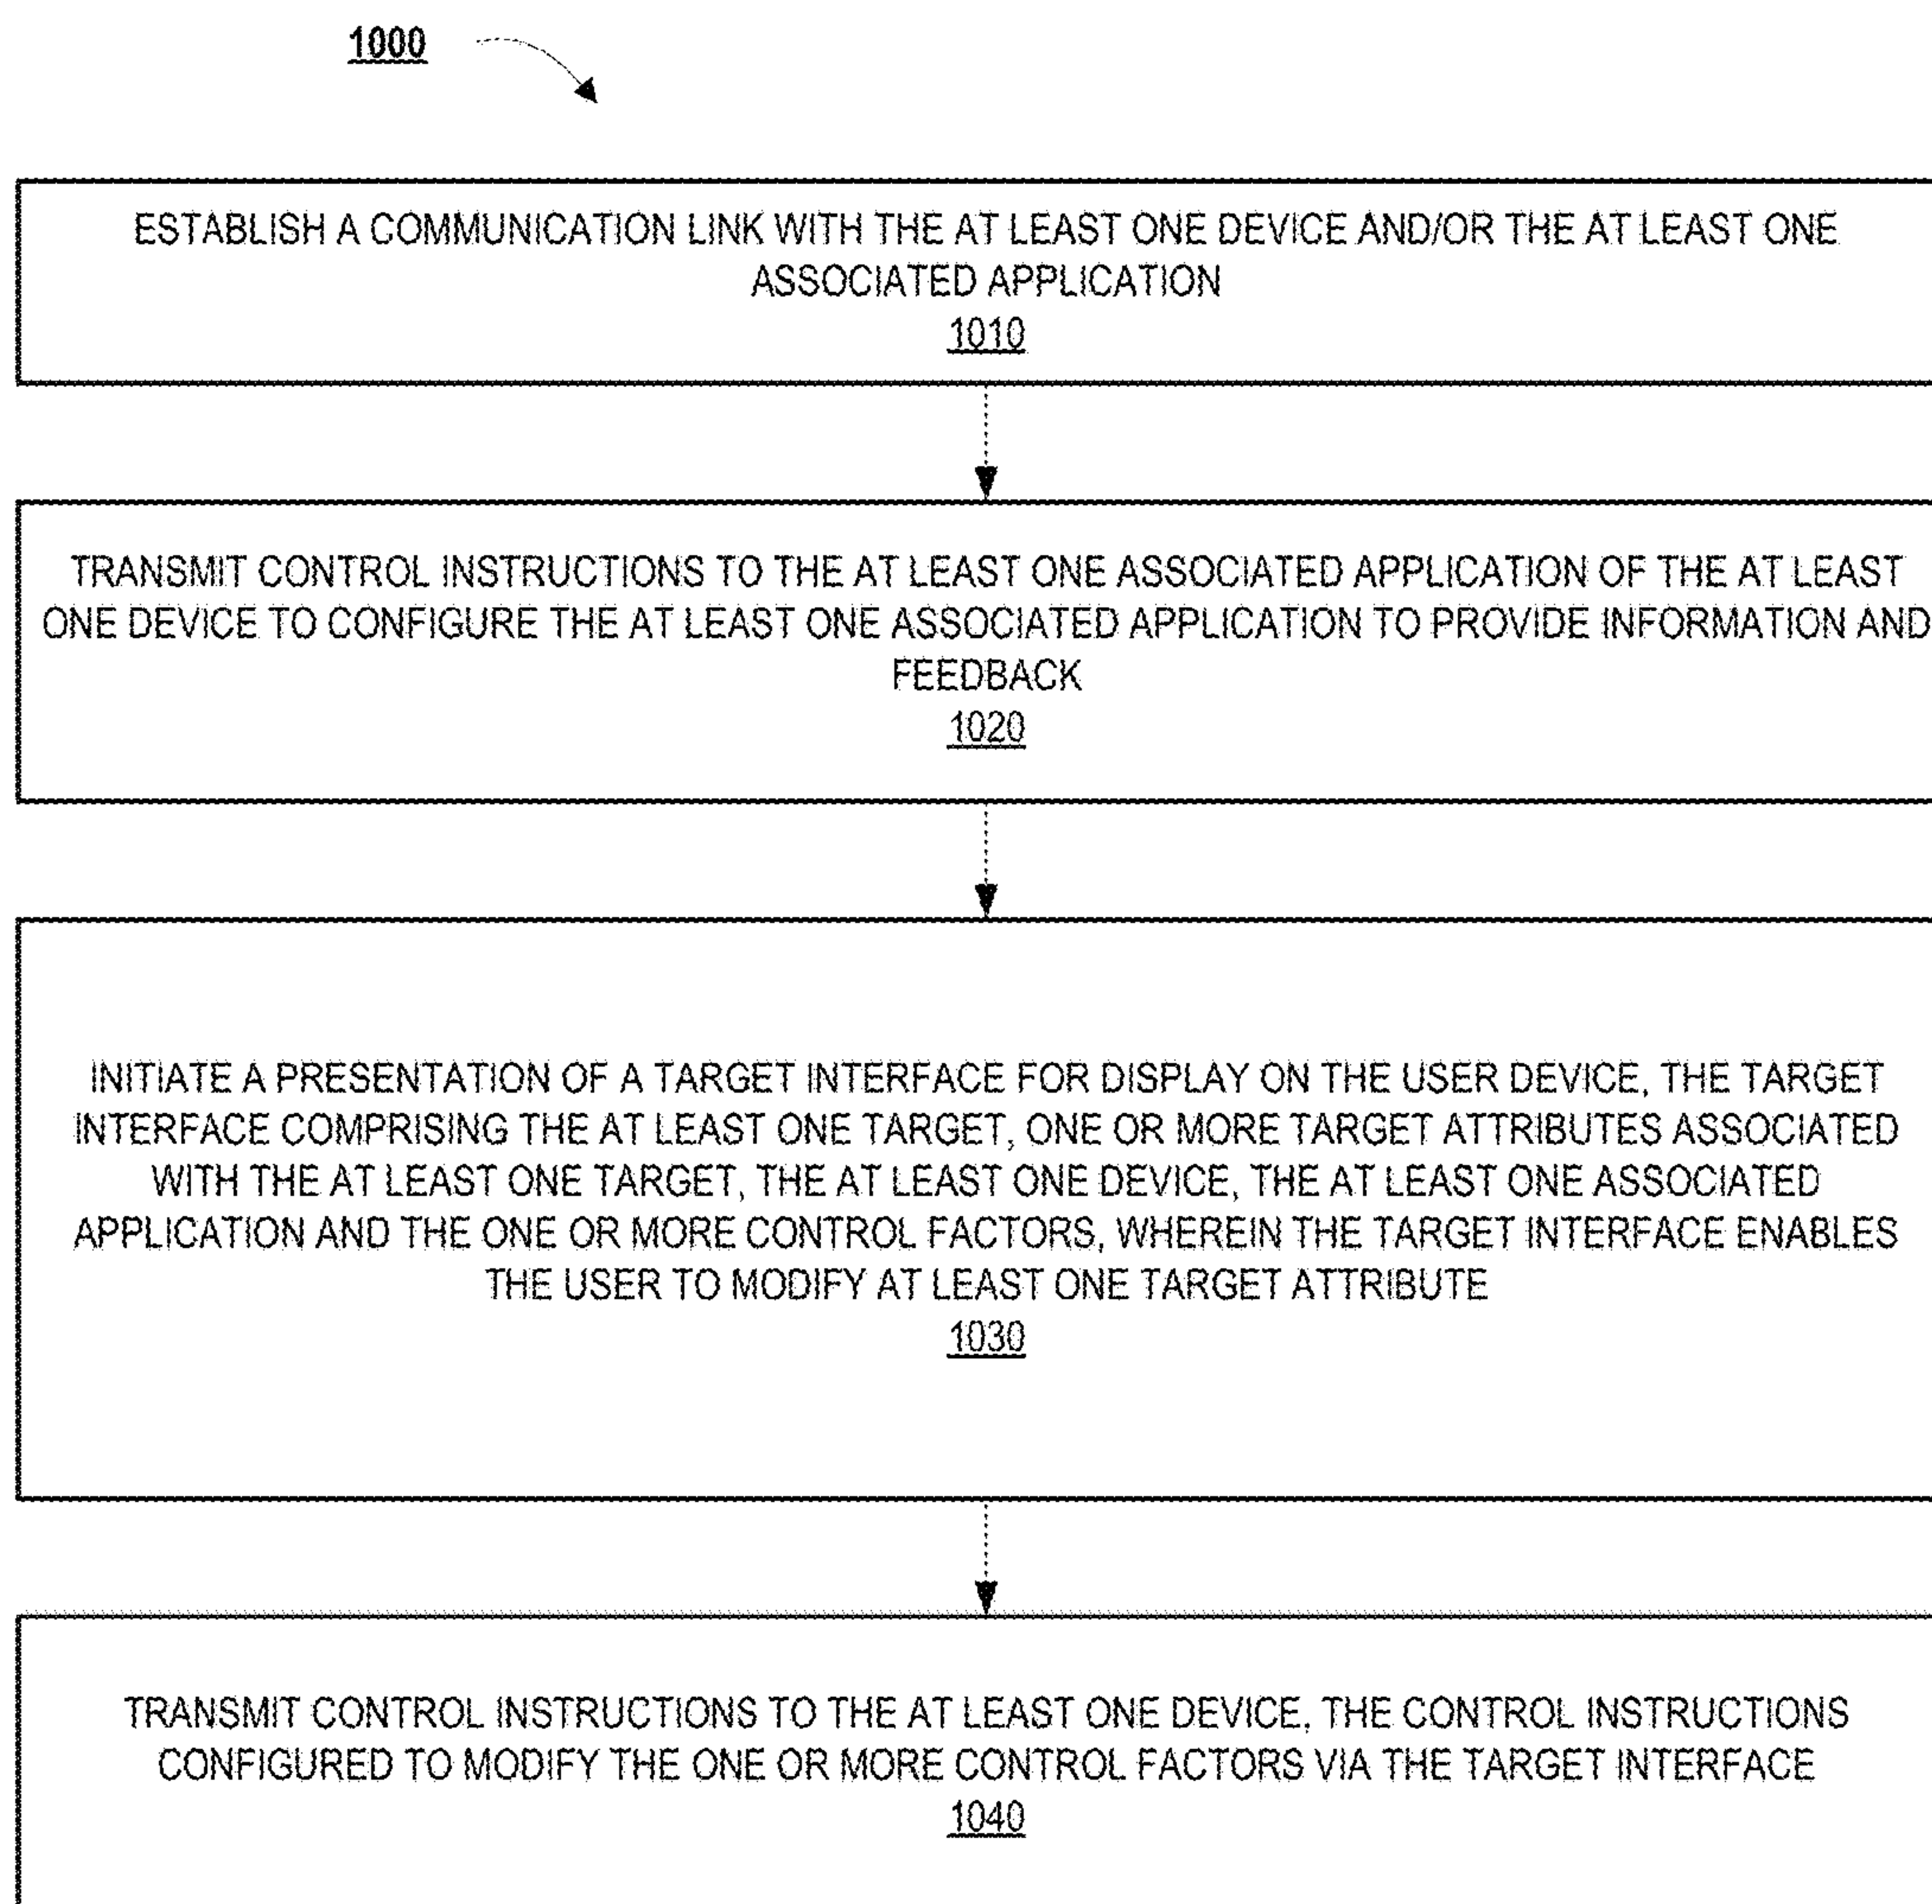 1000
ESTABLISH A COMMUNICATION LINK WITH THE AT LEAST ONE DEVICE AND/OR THE AT LEAST ONE
ASSOCIATED APPLICATION
1010
TRANSMIT CONTROL INSTRUCTIONS TO THE AT LEAST ONE ASSOCIATED APPLICATION OF THE AT LEAST
ONE DEVICE TO CONFIGURE THE AT LEAST ONE ASSOCIATED APPLICATION TO PROVIDE INFORMATION AND
FEEDBACK
1020
INITIATE A PRESENTATION OF A TARGET INTERFACE FOR DISPLAY ON THE USER DEVICE, THE TARGET
INTERFACE COMPRISING THE AT LEAST ONE TARGET, ONE OR MORE TARGET ATTRIBUTES ASSOCIATED
WITH THE AT LEAST ONE TARGET, THE AT LEAST ONE DEVICE, THE AT LEAST ONE ASSOCIATED
APPLICATION AND THE ONE OR MORE CONTROL FACTORS, WHEREIN THE TARGET INTERFACE ENABLES
THE USER TO MODIFY AT LEAST ONE TARGET ATTRIBUTE
1030
TRANSMIT CONTROL INSTRUCTIONS TO THE AT LEAST ONE DEVICE, THE CONTROL INSTRUCTIONS
CONFIGURED TO MODIFY THE ONE OR MORE CONTROL FACTORS VIA THE TARGET INTERFACE
1040